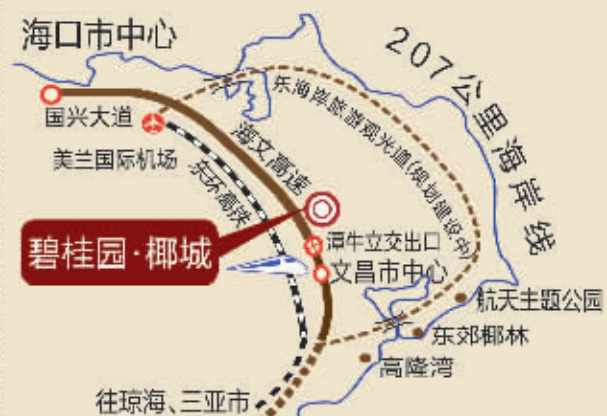 海口市中心
207公里海岸线
国兴大道
东海岸旅游观光道(规划建设中)
美兰国际机场
海文高速
东环高铁
碧桂园·椰城
潭牛立交出口
文昌市中心
航天主题公园
东郊椰林
高隆湾
往琼海、三亚市